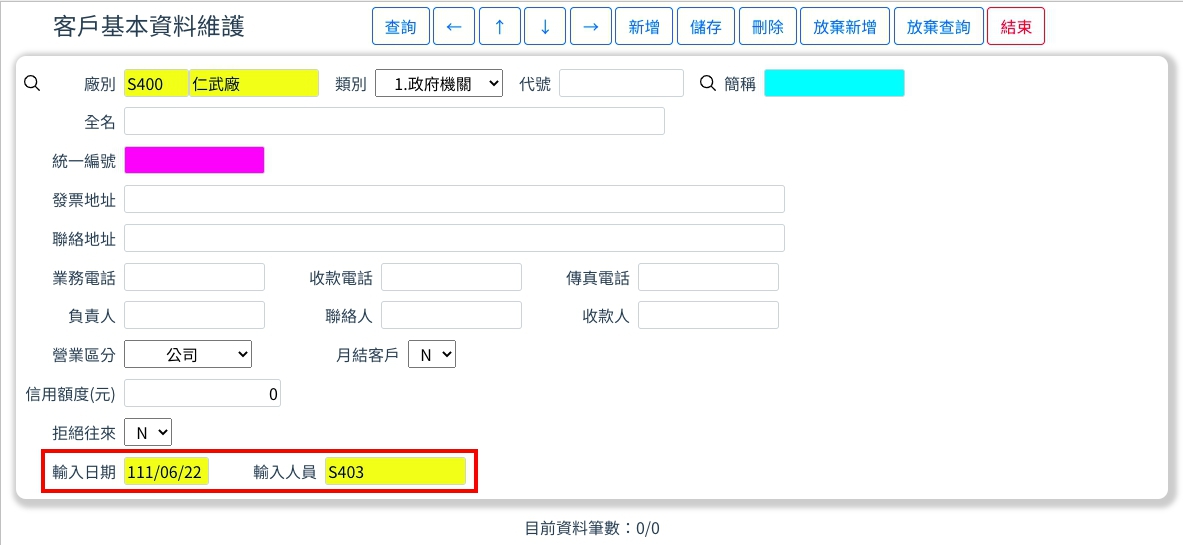 客戶基本資料維護 查詢 ← ↑ ↓ → 新增 儲存 刪除 放棄新增 放棄查詢 結束
廠別 S400 仁武廠 類別 1.政府機關 代號 簡稱
全名
統一編號
發票地址
聯絡地址
業務電話 收款電話 傳真電話
負責人 聯絡人 收款人
營業區分 公司 月結客戶 N
信用額度(元) 0
拒絕往來 N
輸入日期 111/06/22 輸入人員 S403
目前資料筆數：0/0